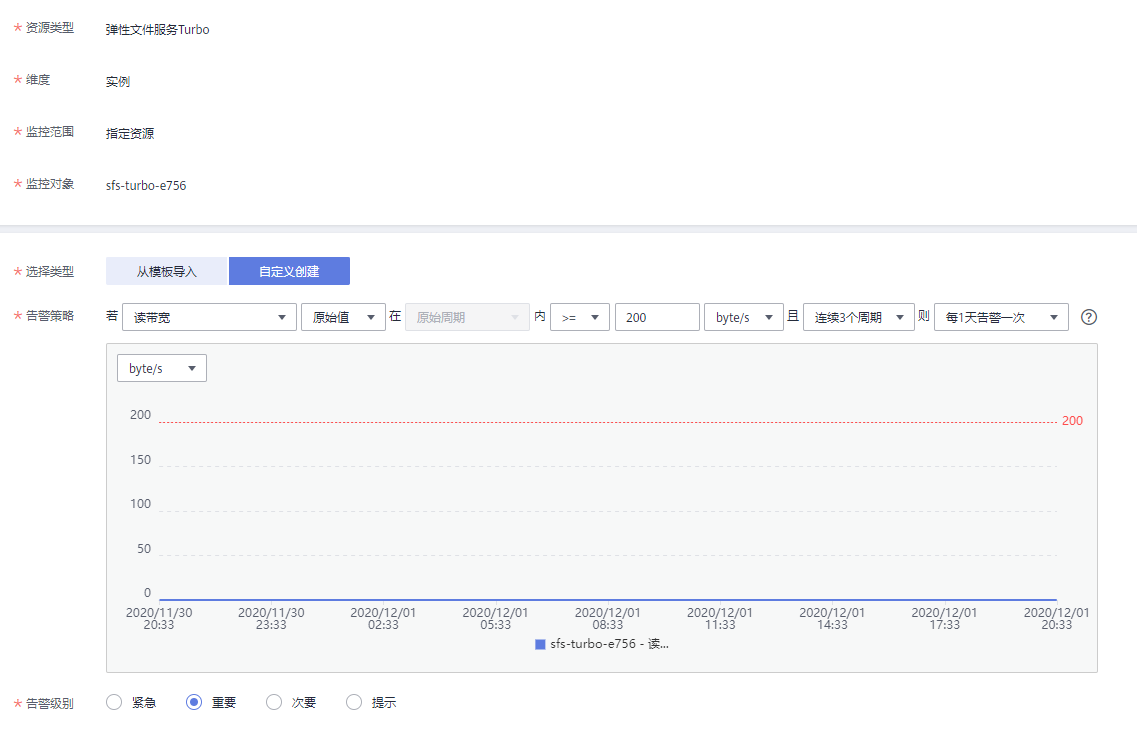 * 资源类型 弹性文件服务Turbo
* 维度 实例
* 监控范围 指定资源
* 监控对象 sfs-turbo-e756
* 选择类型 从模板导入 自定义创建
* 告警策略 若 读带宽 原始值 在 原始周期 内 >= 200 byte/s 且 连续3个周期 则 每1天告警一次 ?
byte/s
200 200
150
100
50
0
2020/11/30 2020/11/30 2020/12/01 2020/12/01 2020/12/01 2020/12/01 2020/12/01 2020/12/01 2020/12/01
20:33 23:33 02:33 05:33 08:33 11:33 14:33 17:33 20:33
sfs-turbo-e756 - 读...
* 告警级别 紧急 重要 次要 提示